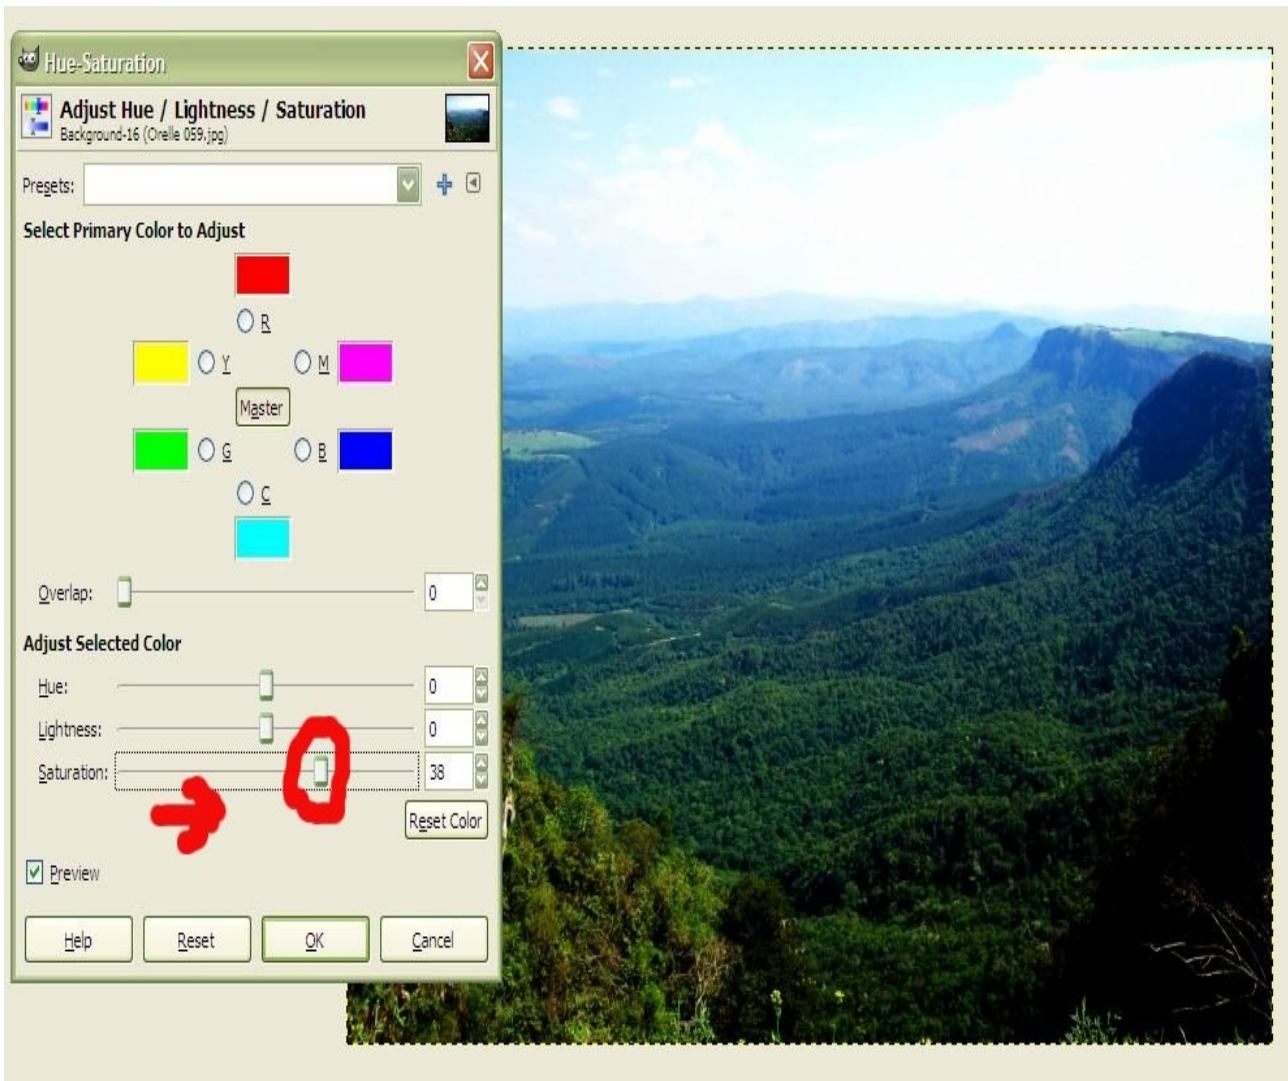 Hue-Saturation
Adjust Hue / Lightness / Saturation
Background-16 (Orelle 059.jpg)
Presets:
Select Primary Color to Adjust
R
Y
M
Master
G
B
C
Overlap:
0
Adjust Selected Color
Hue:
0
Lightness:
0
Saturation:
38
Reset Color
Preview
Help
Reset
OK
Cancel